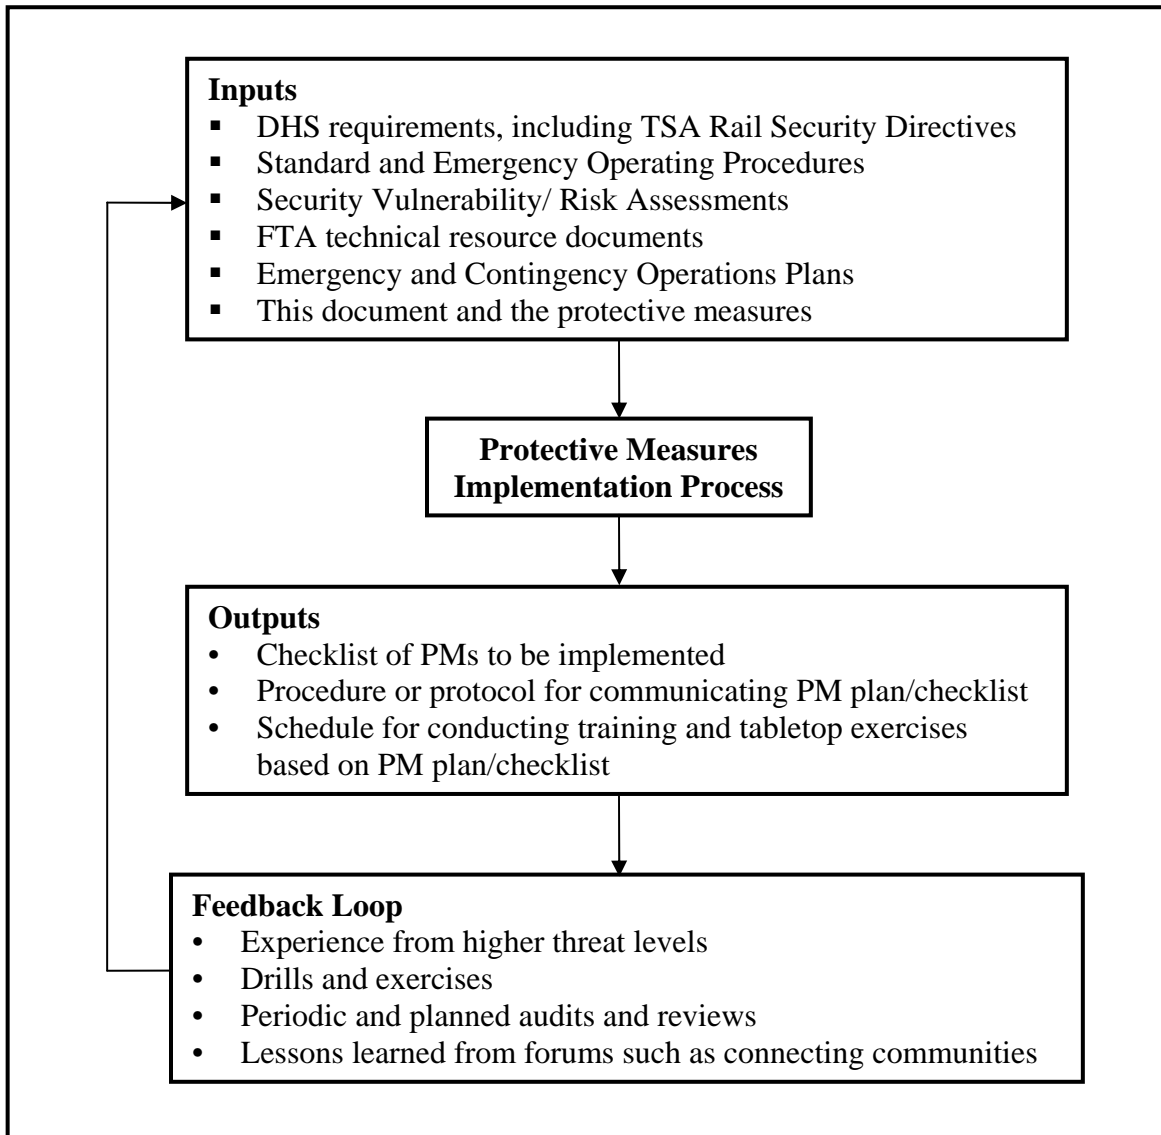 Inputs
▪ DHS requirements, including TSA Rail Security Directives
▪ Standard and Emergency Operating Procedures
▪ Security Vulnerability/ Risk Assessments
▪ FTA technical resource documents
▪ Emergency and Contingency Operations Plans
▪ This document and the protective measures
Protective Measures
Implementation Process
Outputs
• Checklist of PMs to be implemented
• Procedure or protocol for communicating PM plan/checklist
• Schedule for conducting training and tabletop exercises
based on PM plan/checklist
Feedback Loop
• Experience from higher threat levels
• Drills and exercises
• Periodic and planned audits and reviews
• Lessons learned from forums such as connecting communities